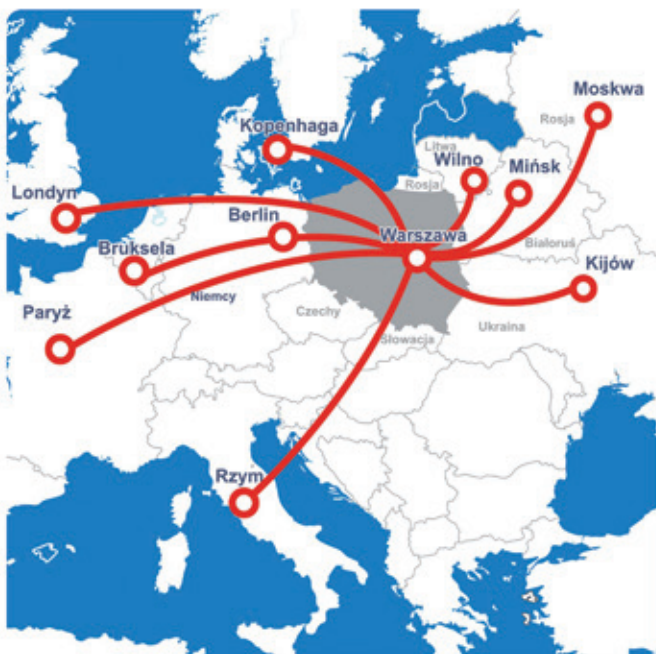 Moskwa
Rosja
Kopenhaga
Litwa
Wilno
Mińsk
Rosja
Londyn
Berlin
Warszawa
Białoruś
Bruksela
Kijów
Niemcy
Paryż
Czechy
Ukraina
Słowacja
Rzym